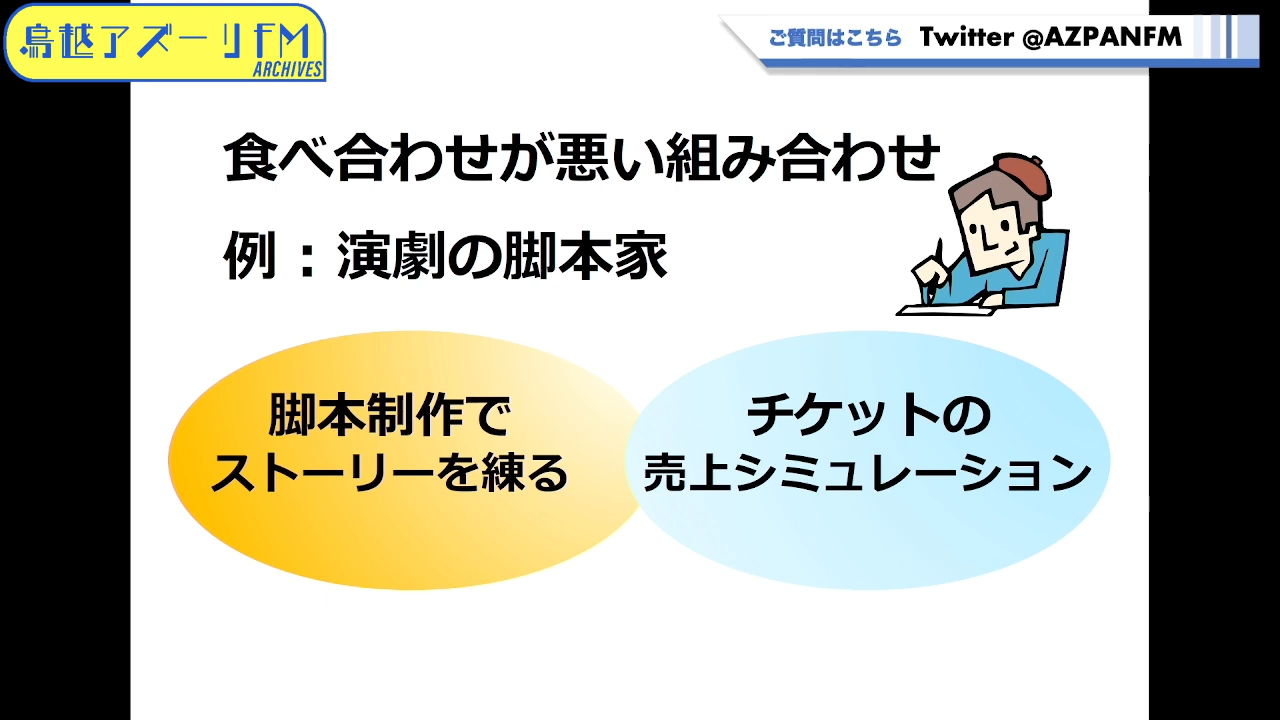 鳥越アズーリFM
ARCHIVES
ご質問はこちら Twitter @AZPANFM
食べ合わせが悪い組み合わせ
例：演劇の脚本家
脚本制作で
ストーリーを練る
チケットの
売上シミュレーション